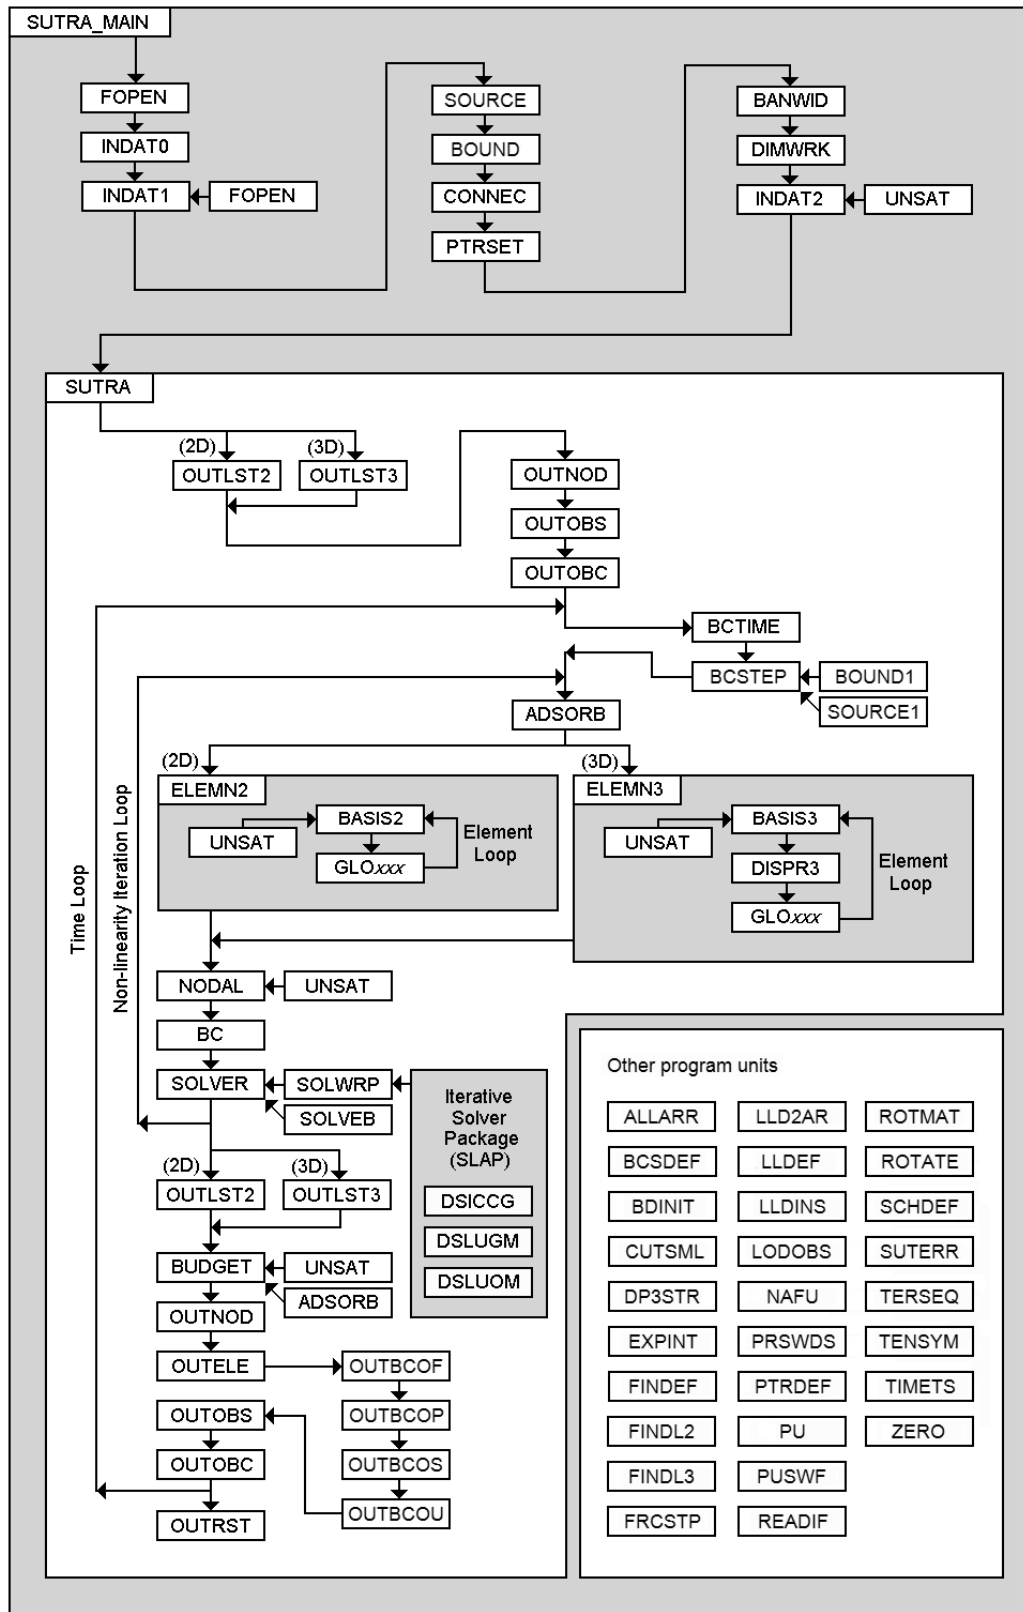 SUTRA_MAIN
FOPEN
INDAT0
INDAT1
FOPEN
SOURCE
BOUND
CONNEC
PTRSET
BANWID
DIMWRK
INDAT2
UNSAT
SUTRA
(2D)
OUTLST2
(3D)
OUTLST3
OUTNOD
OUTOBS
OUTOBC
BCTIME
BCSTEP
BOUND1
SOURCE1
ADSORB
Time Loop
Non-linearity Iteration Loop
(2D)
ELEMN2
UNSAT
BASIS2
GLOxxx
Element
Loop
(3D)
ELEMN3
UNSAT
BASIS3
DISPR3
GLOxxx
Element
Loop
NODAL
UNSAT
BC
SOLVER
SOLWRP
SOLVEB
Iterative
Solver
Package
(SLAP)
DSICCG
DSLUGM
DSLUOM
(2D)
OUTLST2
(3D)
OUTLST3
BUDGET
UNSAT
ADSORB
OUTNOD
OUTELE
OUTBCOF
OUTBCOP
OUTBCOS
OUTBCOU
OUTOBS
OUTOBC
OUTRST
Other program units
ALLARR
LLD2AR
ROTMAT
BCSDEF
LLDEF
ROTATE
BDINIT
LLDINS
SCHDEF
CUTSML
LODOBS
SUTERR
DP3STR
NAFU
TERSEQ
EXPINT
PRSWDS
TENSYM
FINDEF
PTRDEF
TIMETS
FINDL2
PU
ZERO
FINDL3
PUSWF
FRCSTP
READIF